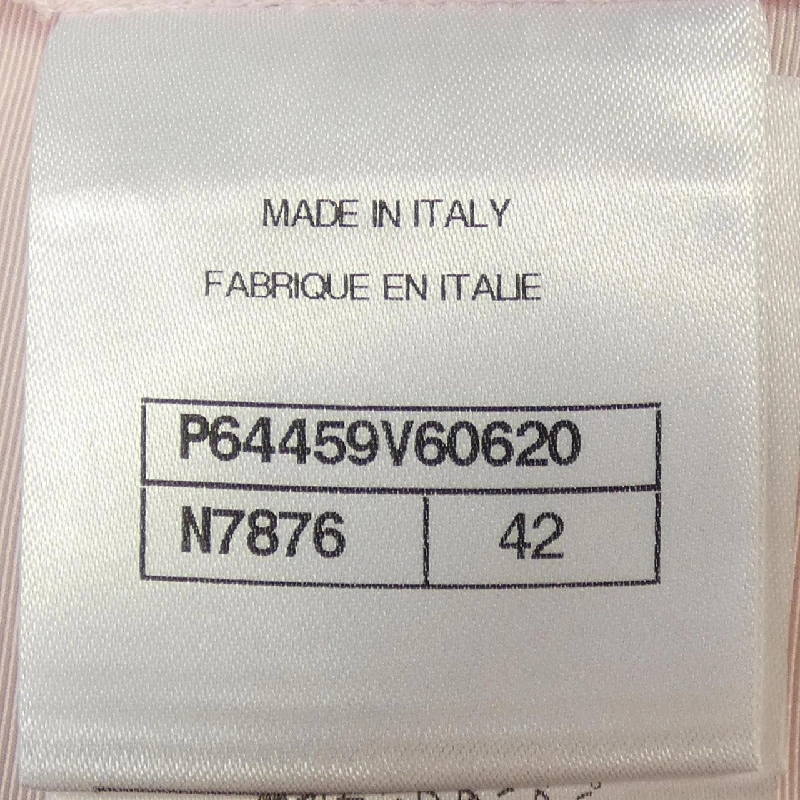 MADE IN ITALY
FABRIQUE EN ITALIE
P64459V60620
N7876 42